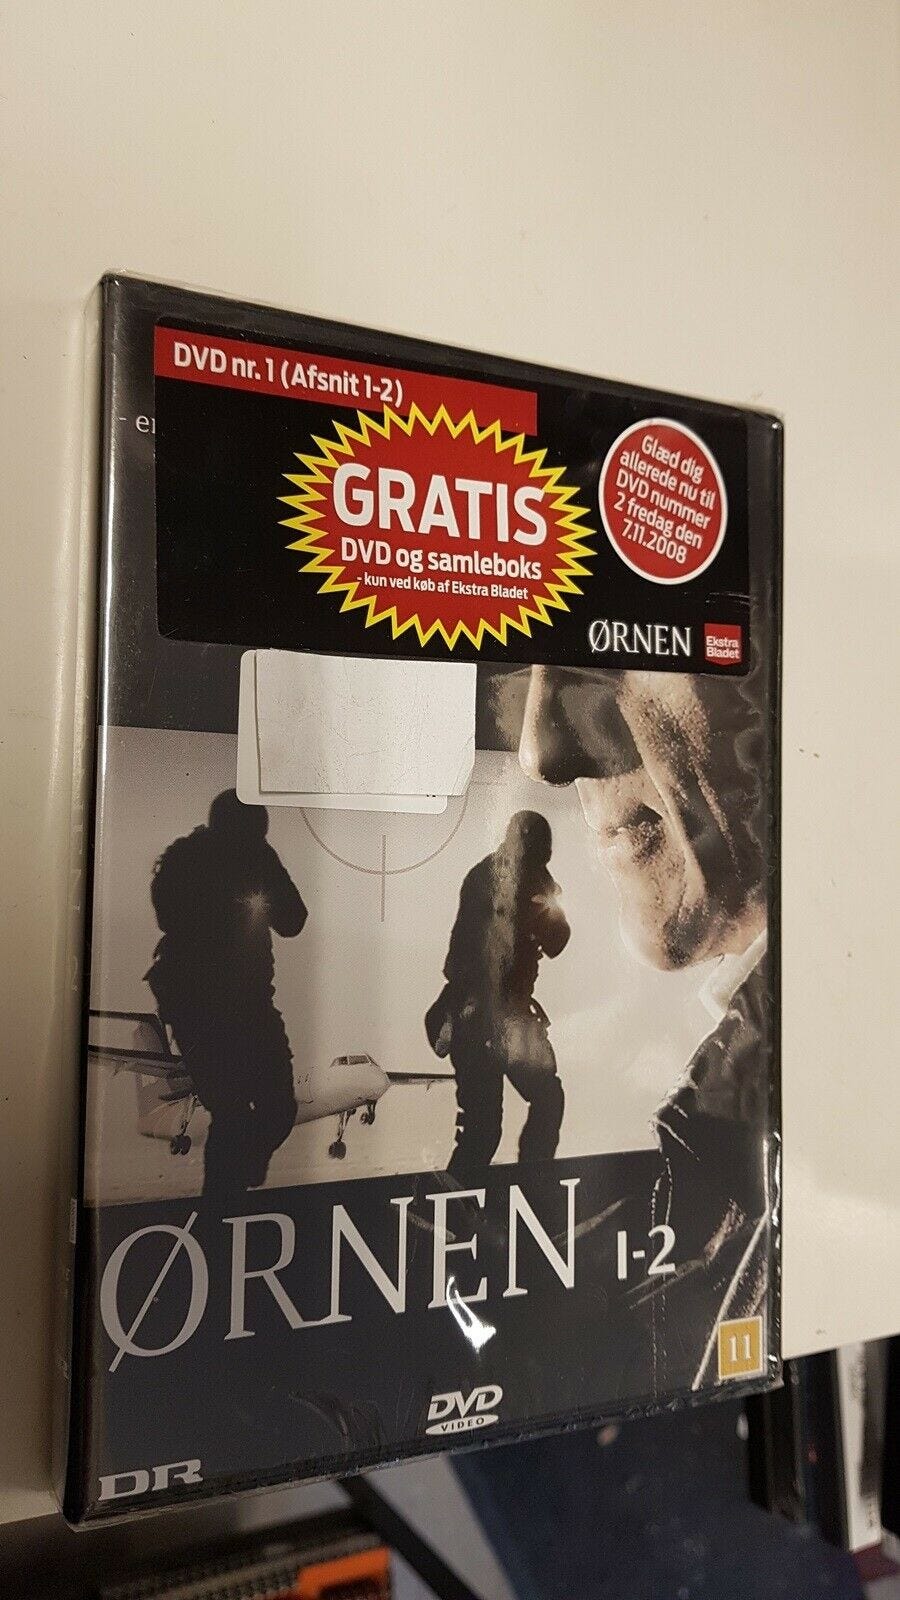 DVD nr. 1 (Afsnit 1-2)
GRATIS
DVD og samleboks
- kun ved køb af Ekstra Bladet
Glæd dig
allerede nu til
DVD nummer
2 fredag den
7.11.2008
ØRNEN
Ekstra
Bladet
ØRNEN 1-2
11
DVD
VIDEO
DR